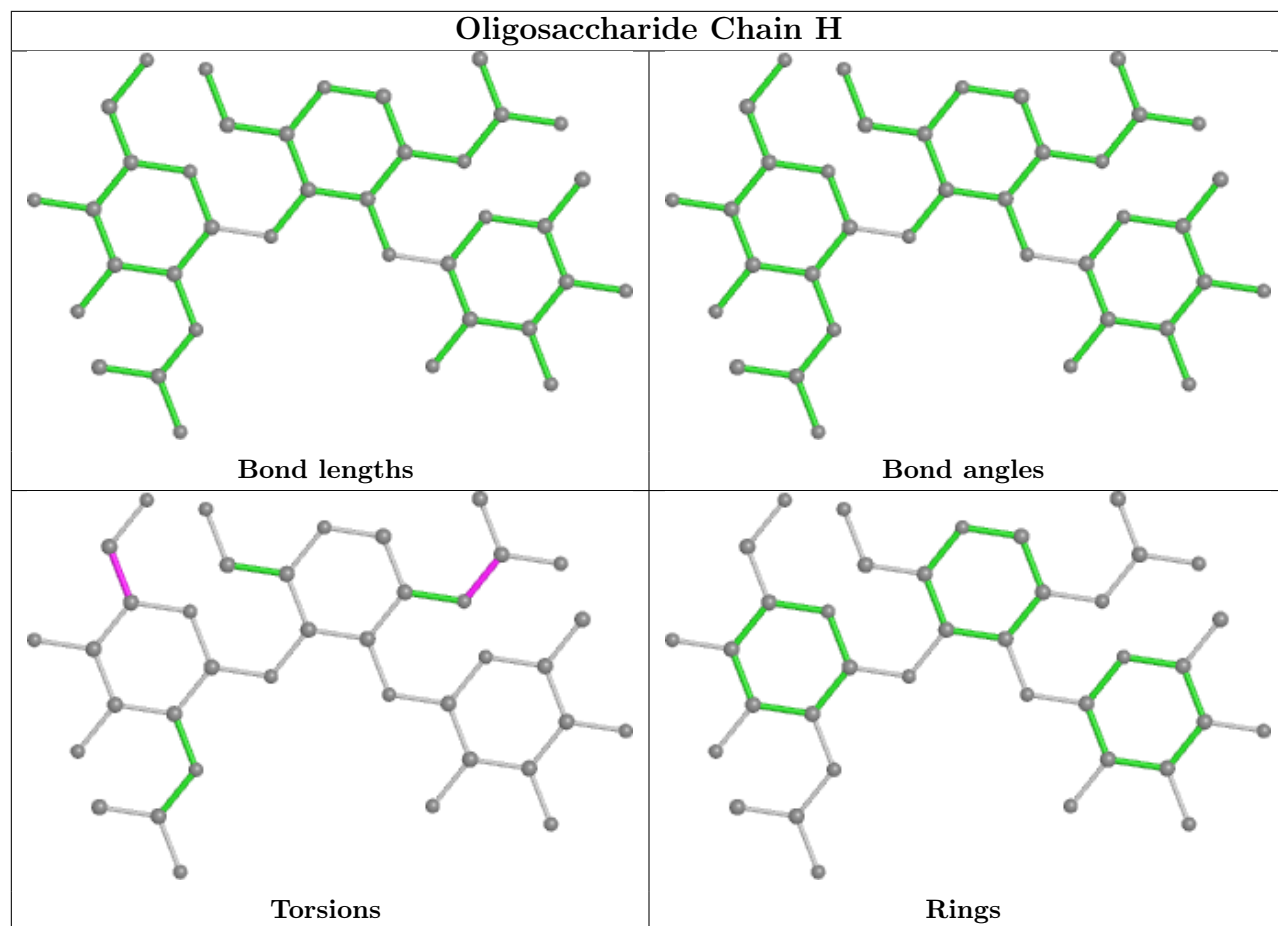 Oligosaccharide Chain H
Bond lengths
Bond angles
Torsions
Rings